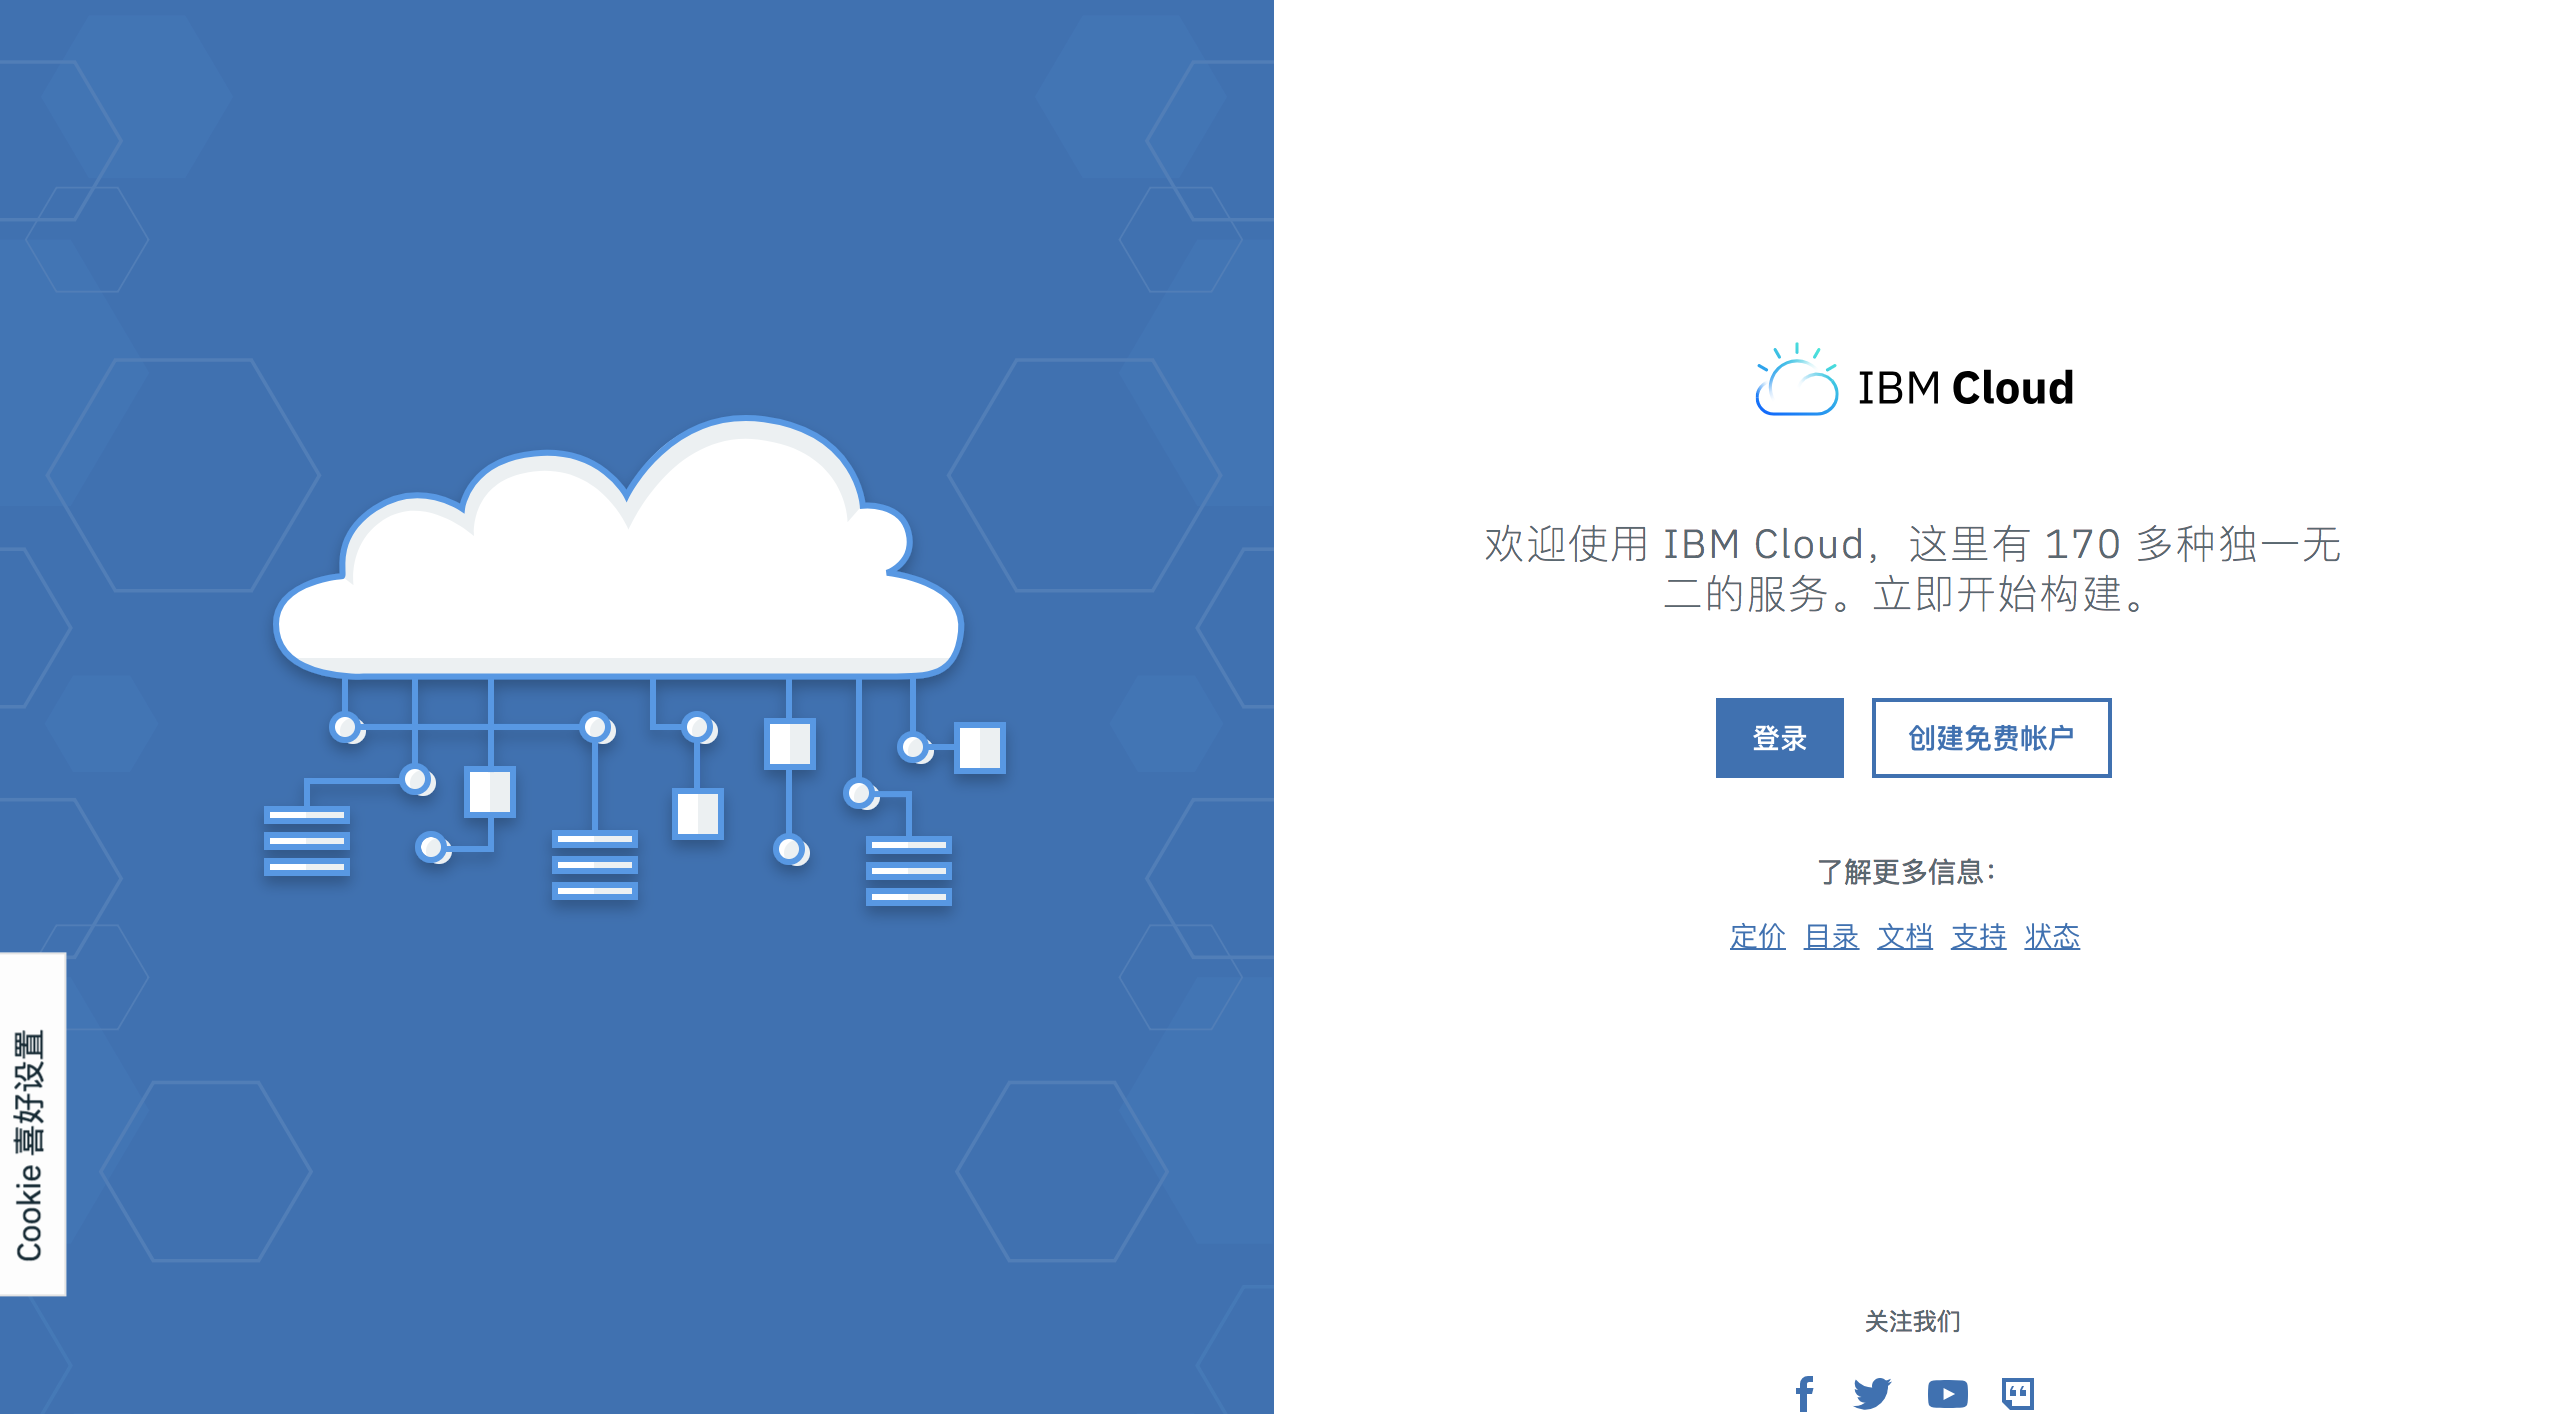 IBM Cloud
欢迎使用 IBM Cloud，这里有 170 多种独一无
二的服务。立即开始构建。
登录
创建免费帐户
了解更多信息：
定价 目录 文档 支持 状态
Cookie 喜好设置
关注我们